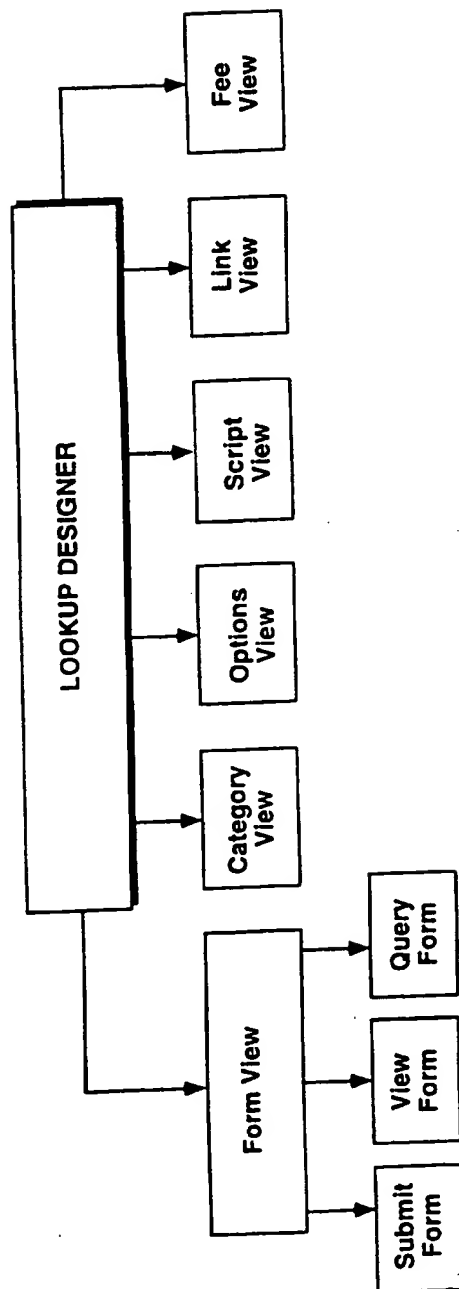 LOOKUP DESIGNER
Form View
Category
View
Options
View
Script
View
Link
View
Fee
View
Submit
Form
View
Form
Query
Form